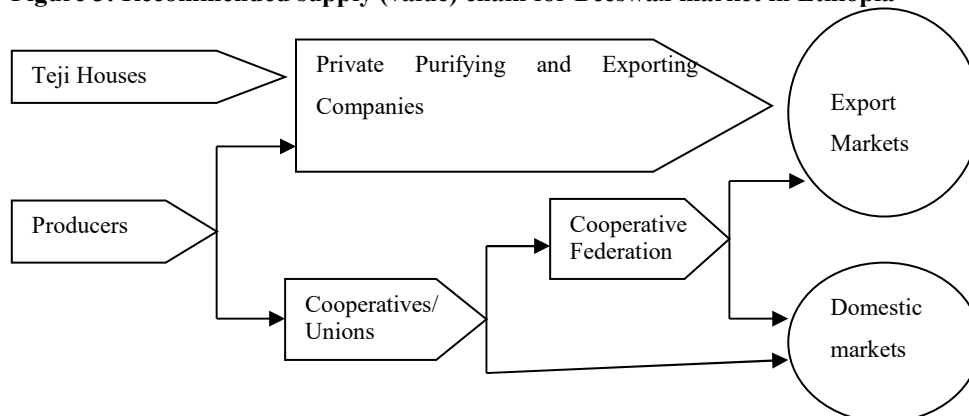 Figure 5: Recommended supply (value) chain for Beeswax market in Ethiopia
Teji Houses
Private Purifying and Exporting
Companies
Export
Markets
Producers
Cooperative
Federation
Cooperatives/
Unions
Domestic
markets